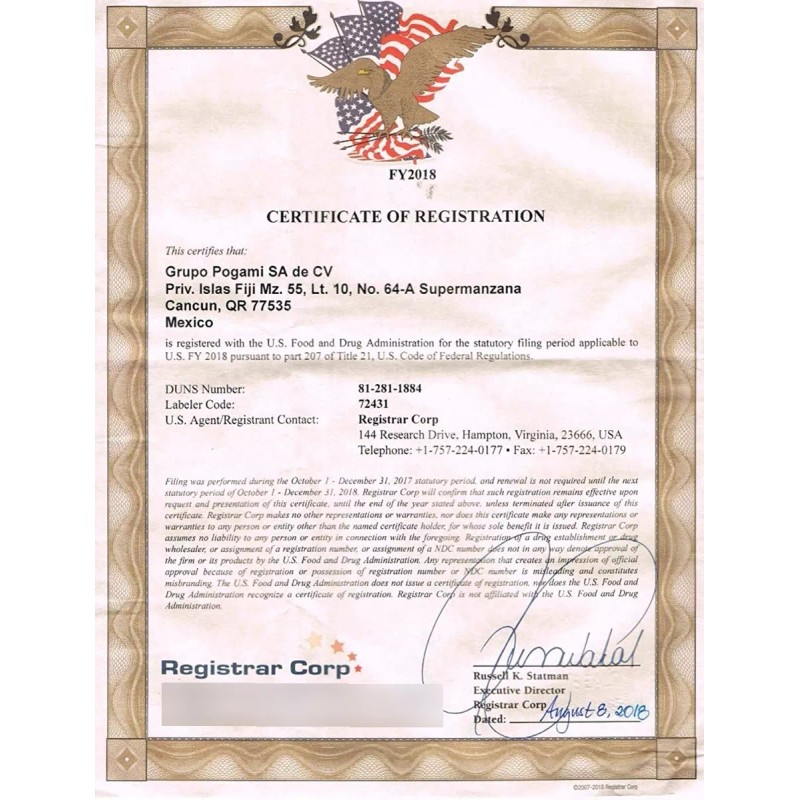 FY2018
CERTIFICATE OF REGISTRATION
This certifies that:
Grupo Pogami SA de CV
Priv. Islas Fiji Mz. 55, Lt. 10, No. 64-A Supermanzana
Cancun, QR 77535
Mexico
is registered with the U.S. Food and Drug Administration for the statutory filing period applicable to
U.S. FY 2018 pursuant to part 207 of Title 21, U.S. Code of Federal Regulations.
DUNS Number: 81-281-1884
Labeler Code: 72431
U.S. Agent/Registrant Contact: Registrar Corp
144 Research Drive, Hampton, Virginia, 23666, USA
Telephone: +1-757-224-0177 • Fax: +1-757-224-0179
Filing was performed during the October 1 - December 31, 2017 statutory period, and renewal is not required until the next
statutory period of October 1 - December 31, 2018. Registrar Corp will confirm that such registration remains effective upon
request and presentation of this certificate, until the end of the year stated above, unless terminated after issuance of this
certificate. Registrar Corp makes no other representations or warranties, nor does this certificate make any representations or
warranties to any person or entity other than the named certificate holder, for whose sole benefit it is issued. Registrar Corp
assumes no liability to any person or entity in connection with the foregoing. Registration of a drug establishment or drug
wholesaler, or assignment of a registration number, or assignment of a NDC number does not in any way denote approval of
the firm or its products by the U.S. Food and Drug Administration. Any representation that creates an impression of official
approval because of registration or possession of registration number or NDC number is misleading and constitutes
misbranding. The U.S. Food and Drug Administration does not issue a certificate of registration, nor does the U.S. Food and
Drug Administration recognize a certificate of registration. Registrar Corp is not affiliated with the U.S. Food and Drug
Administration.
Registrar Corp
Russell K. Statman
Executive Director
Registrar Corp
Dated: August 8, 2018
©2007-2018 Registrar Corp